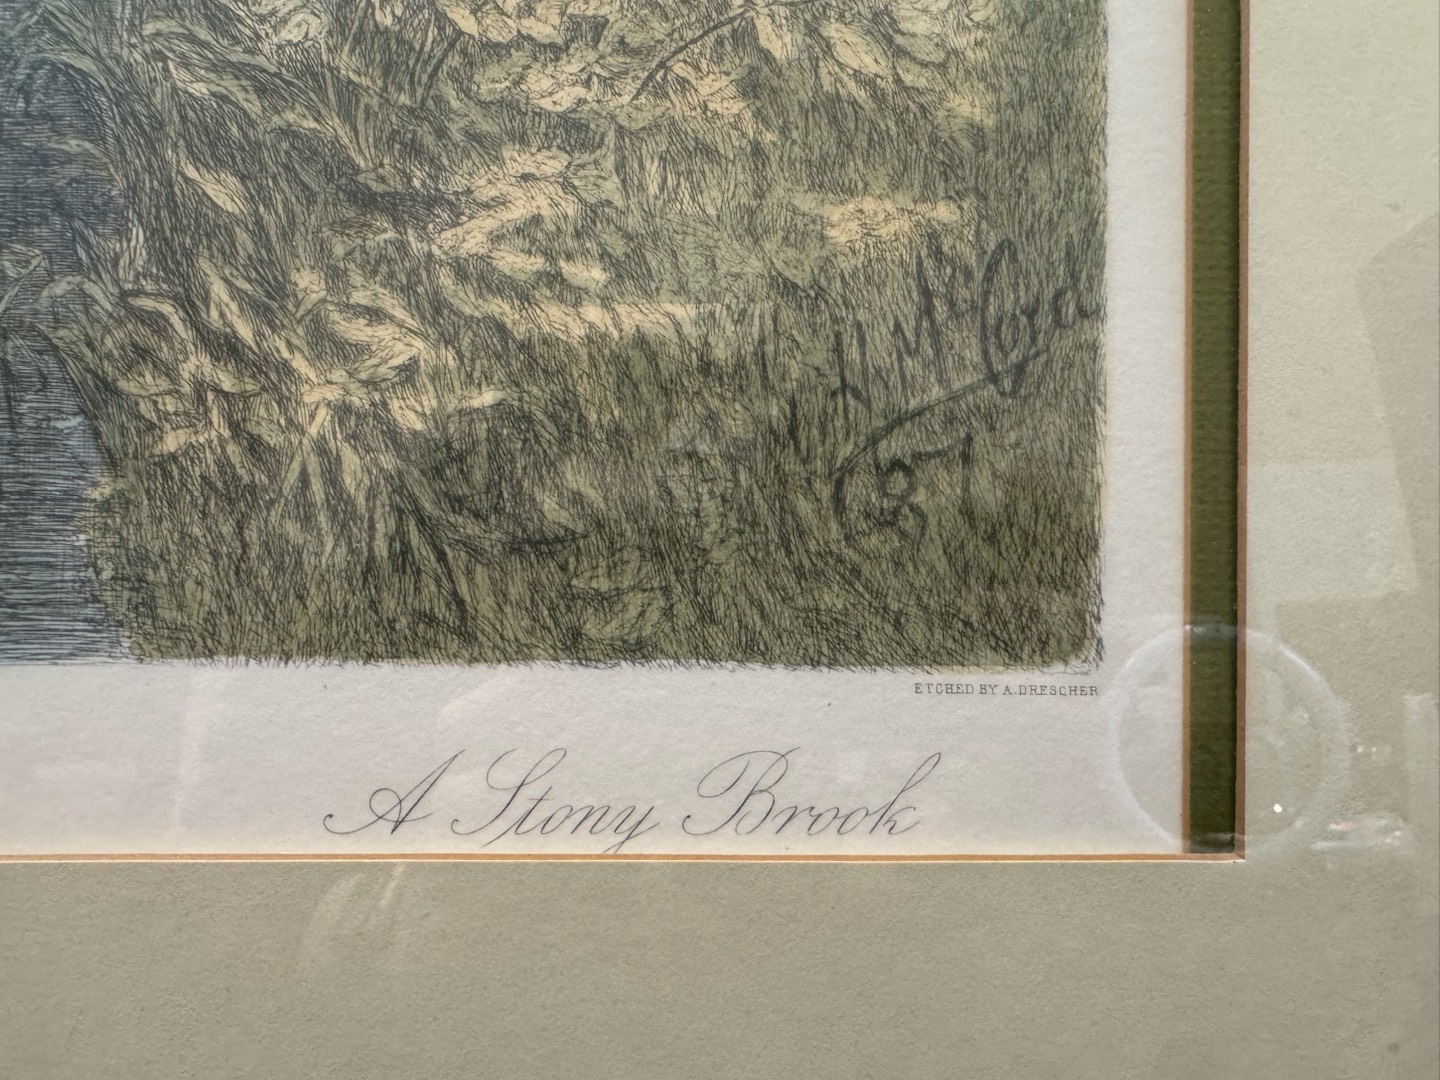 H McCord
87
ETCHED BY A. DRESCHER
A Stony Brook